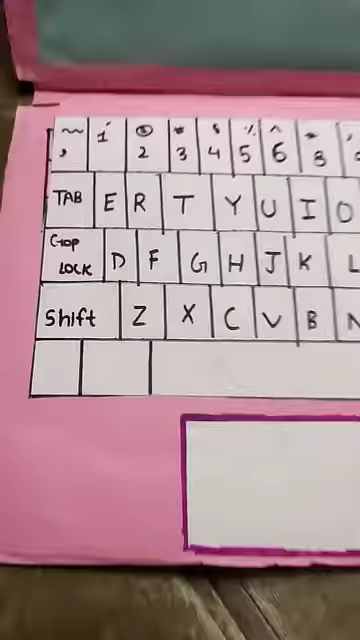 ~ 1 @ * $ % ^ *
, 2 3 4 5 6 8
TAB E R T Y U I O
Cap LOCK D F G H J K L
Shift Z X C V B N